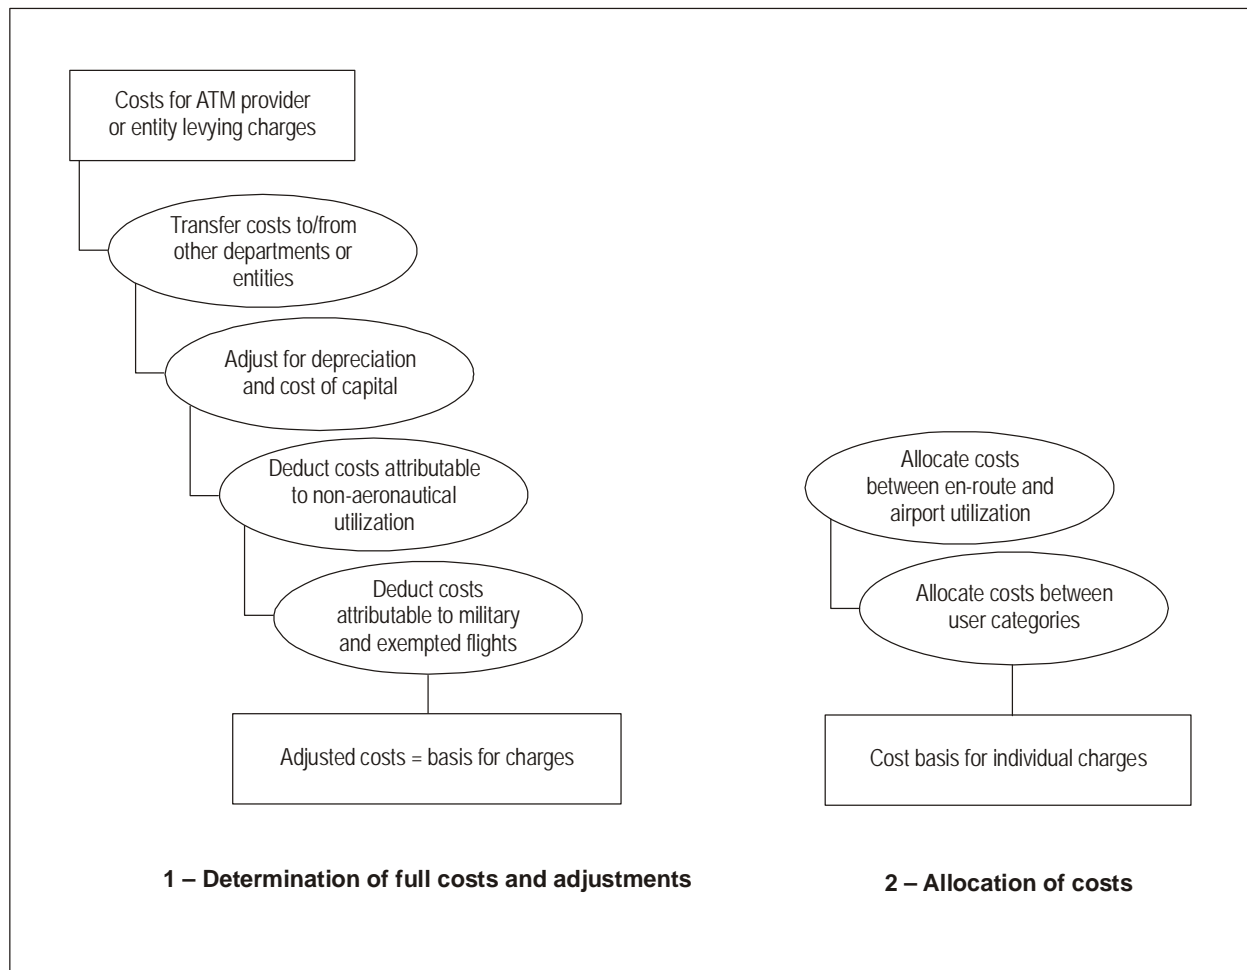 Costs for ATM provider
or entity levying charges
Transfer costs to/from
other departments or
entities
Adjust for depreciation
and cost of capital
Deduct costs attributable
to non-aeronautical
utilization
Deduct costs
attributable to military
and exempted flights
Adjusted costs = basis for charges
1 – Determination of full costs and adjustments
Allocate costs
between en-route and
airport utilization
Allocate costs between
user categories
Cost basis for individual charges
2 – Allocation of costs